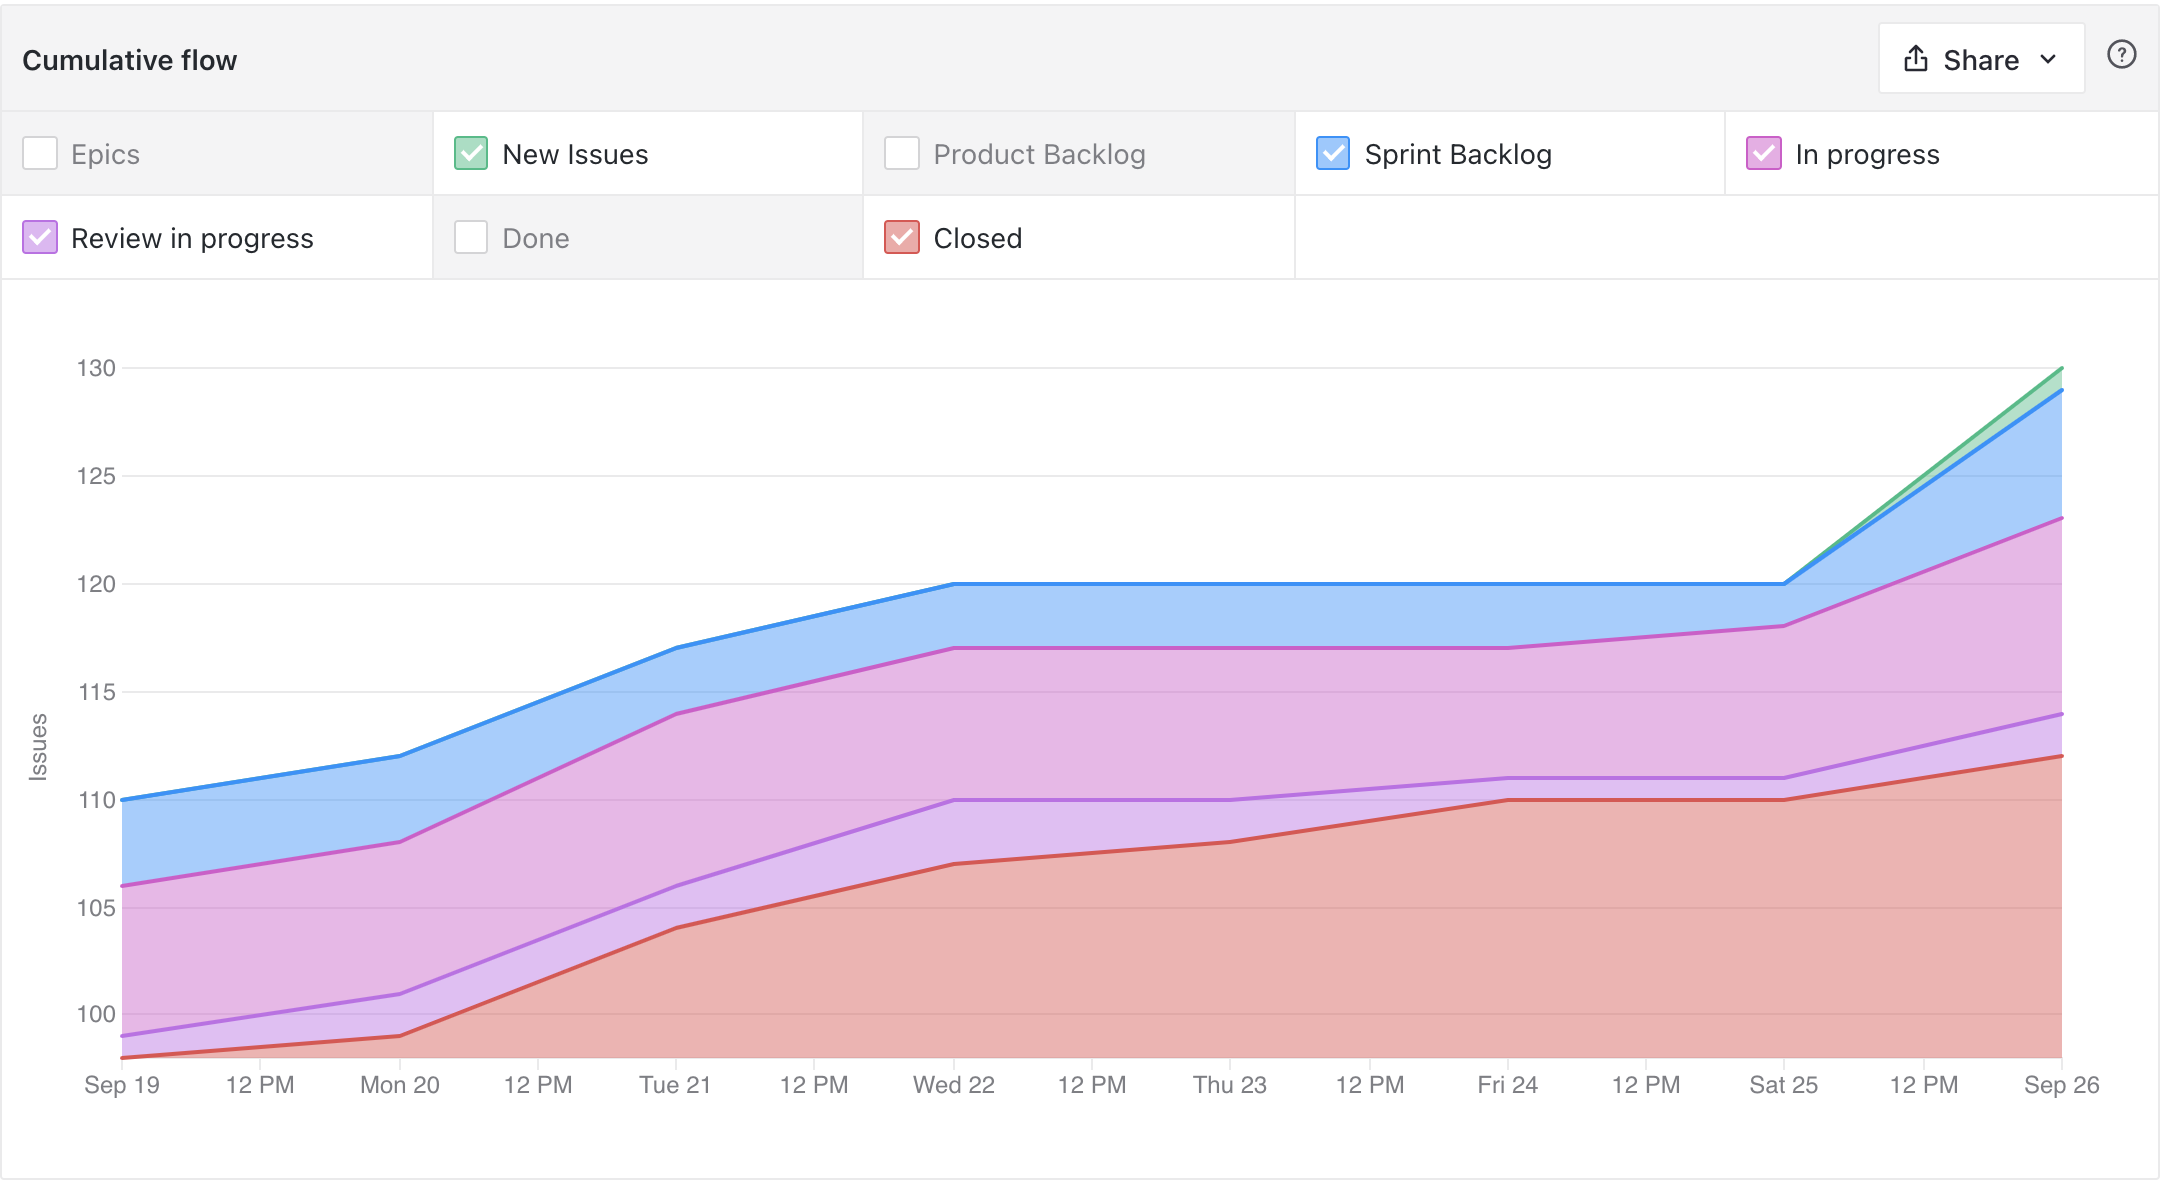 Cumulative flow
Share
Epics
New Issues
Product Backlog
Sprint Backlog
In progress
Review in progress
Done
Closed
130
125
120
115
110
105
100
Issues
Sep 19 12 PM Mon 20 12 PM Tue 21 12 PM Wed 22 12 PM Thu 23 12 PM Fri 24 12 PM Sat 25 12 PM Sep 26